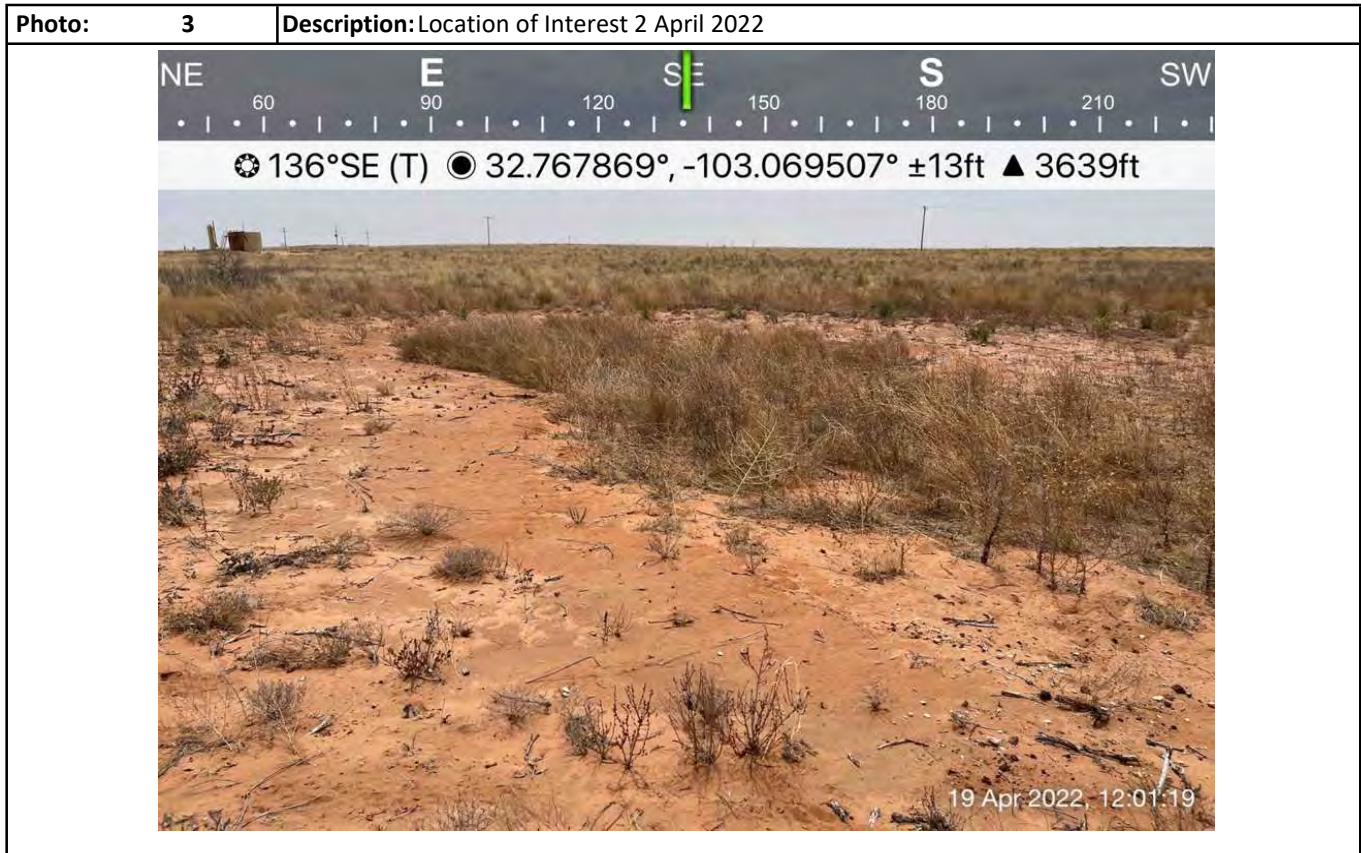 Photo: 3 Description: Location of Interest 2 April 2022
NE E SE S SW
60 90 120 150 180 210
136°SE (T) 32.767869°, -103.069507° ±13ft ▲ 3639ft
19 Apr 2022, 12:01:19